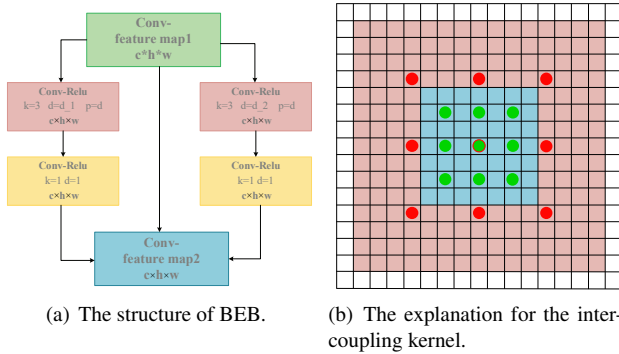 Conv-
feature map1
c*h*w
Conv-Relu
k=3 d=d_1 p=d
c×h×w
Conv-Relu
k=3 d=d_2 p=d
c×h×w
Conv-Relu
k=1 d=1
c×h×w
Conv-Relu
k=1 d=1
c×h×w
Conv-
feature map2
c×h×w
(a) The structure of BEB.
(b) The explanation for the inter-
coupling kernel.